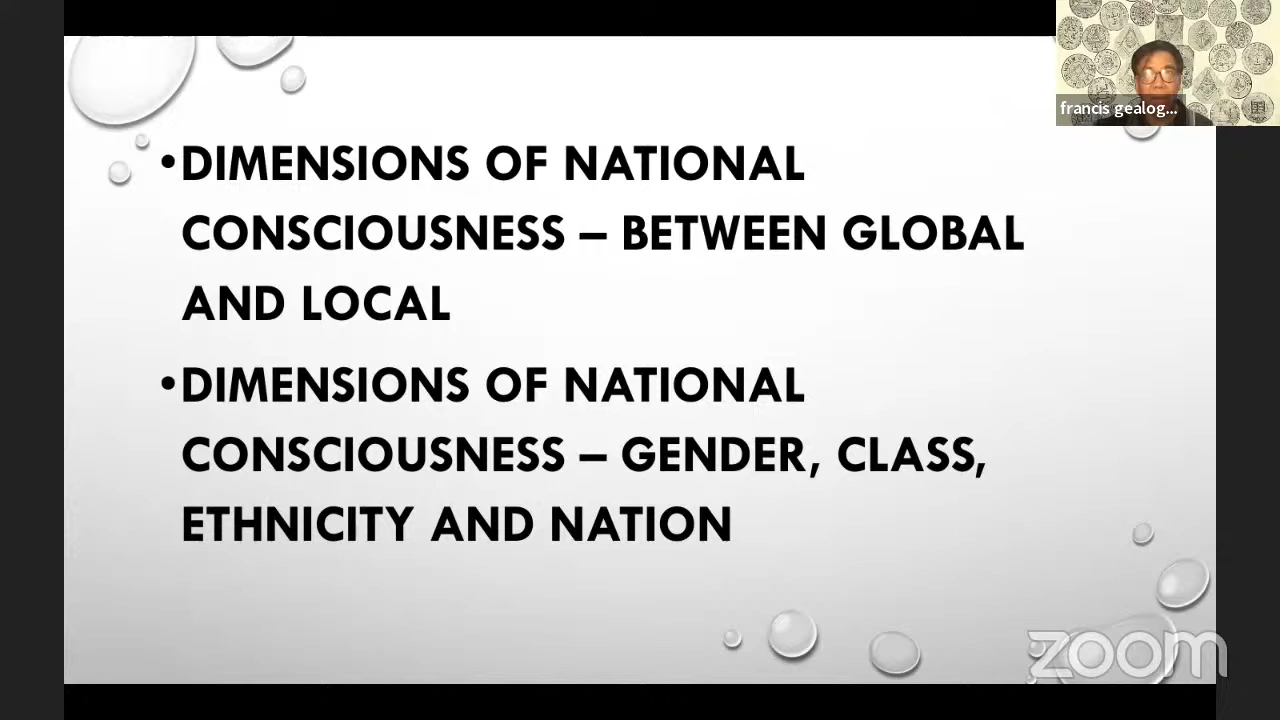 francis gealog...
•DIMENSIONS OF NATIONAL
CONSCIOUSNESS – BETWEEN GLOBAL
AND LOCAL
•DIMENSIONS OF NATIONAL
CONSCIOUSNESS – GENDER, CLASS,
ETHNICITY AND NATION
zoom